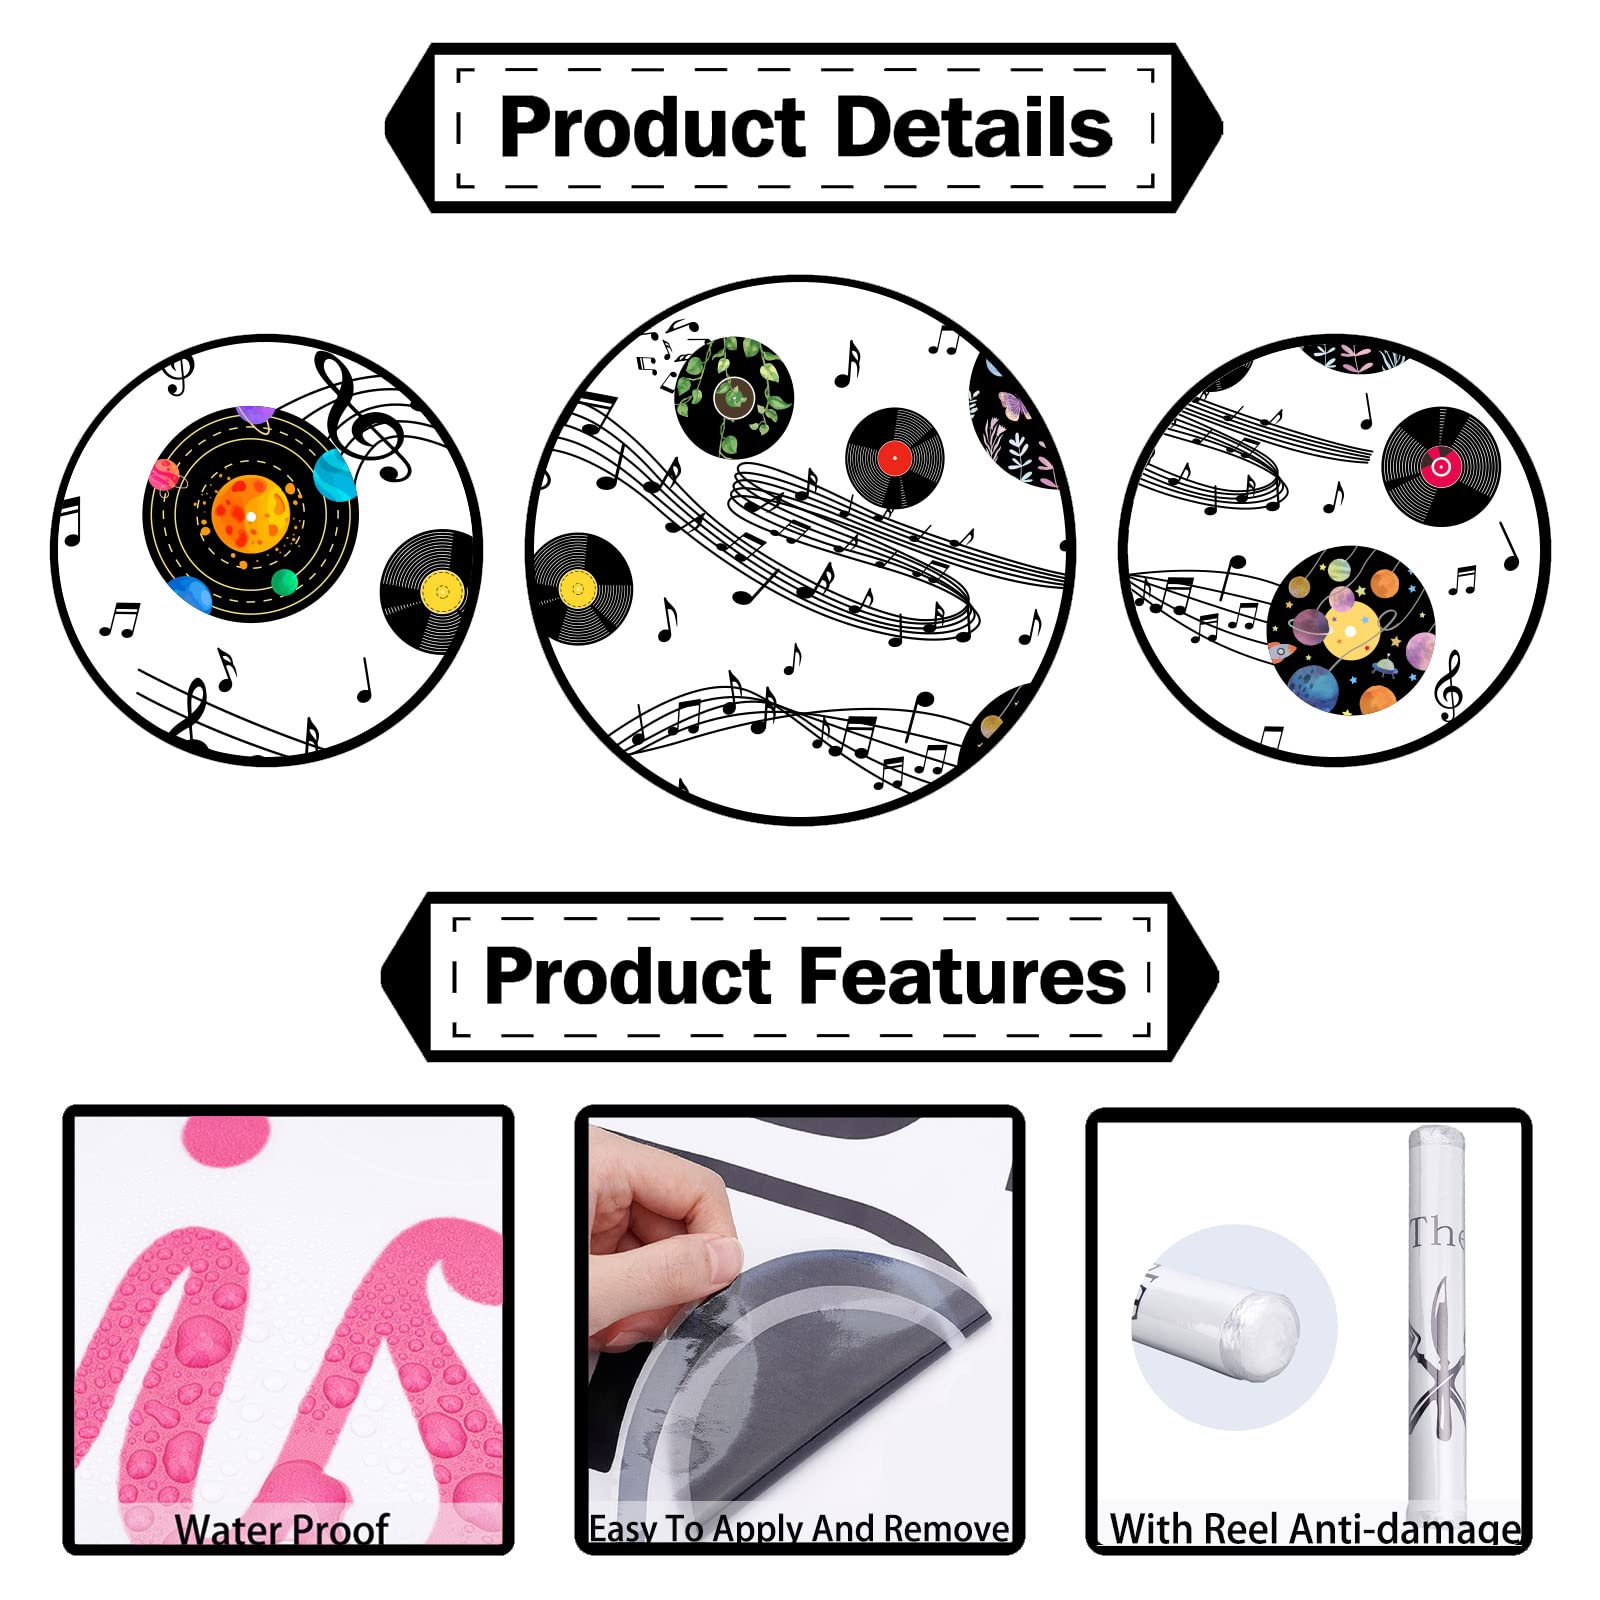 Product Details
Product Features
The
Water Proof
Easy To Apply And Remove
With Reel Anti-damage